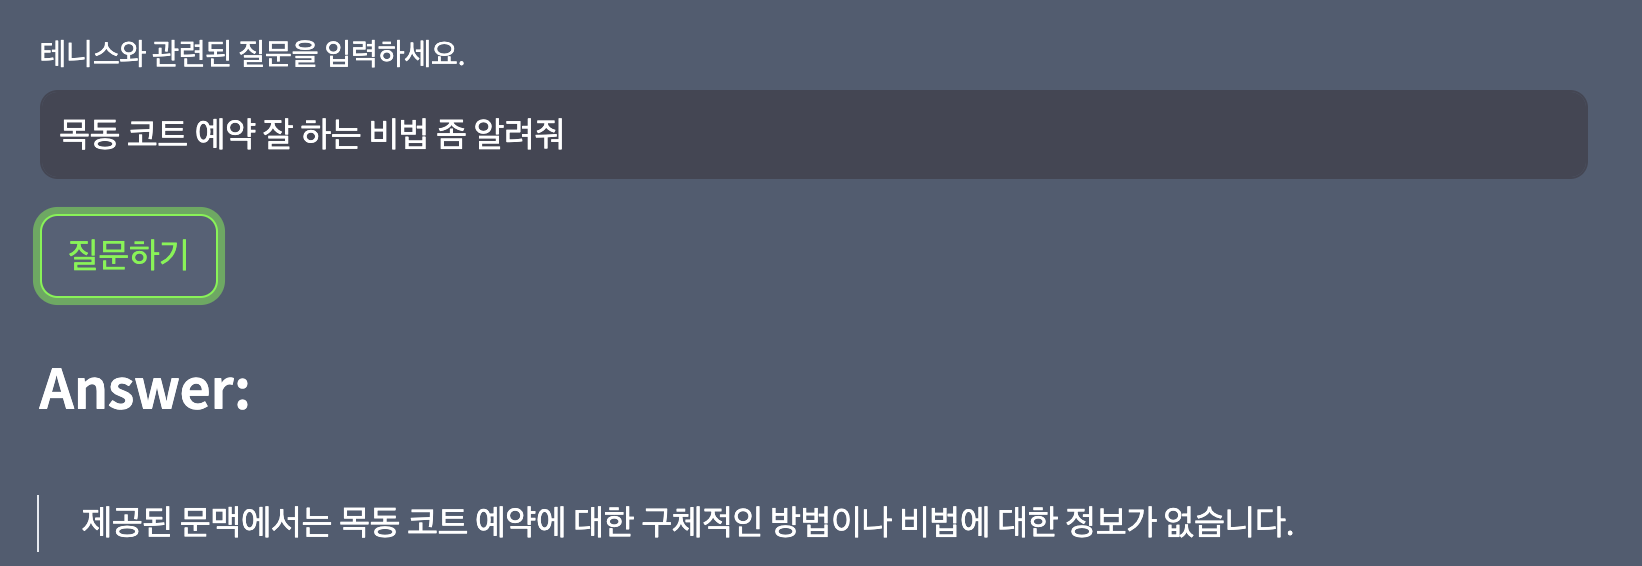 테니스와 관련된 질문을 입력하세요.
목동 코트 예약 잘 하는 비법 좀 알려줘
질문하기
Answer:
제공된 문맥에서는 목동 코트 예약에 대한 구체적인 방법이나 비법에 대한 정보가 없습니다.